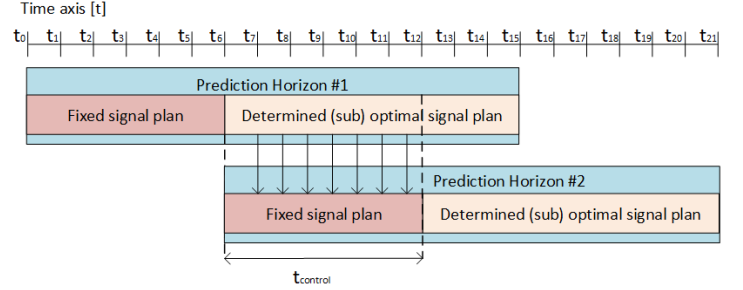 Time axis [t]
t0 t1 t2 t3 t4 t5 t6 t7 t8 t9 t10 t11 t12 t13 t14 t15 t16 t17 t18 t19 t20 t21
Prediction Horizon #1
Fixed signal plan Determined (sub) optimal signal plan
Prediction Horizon #2
Fixed signal plan Determined (sub) optimal signal plan
tcontrol